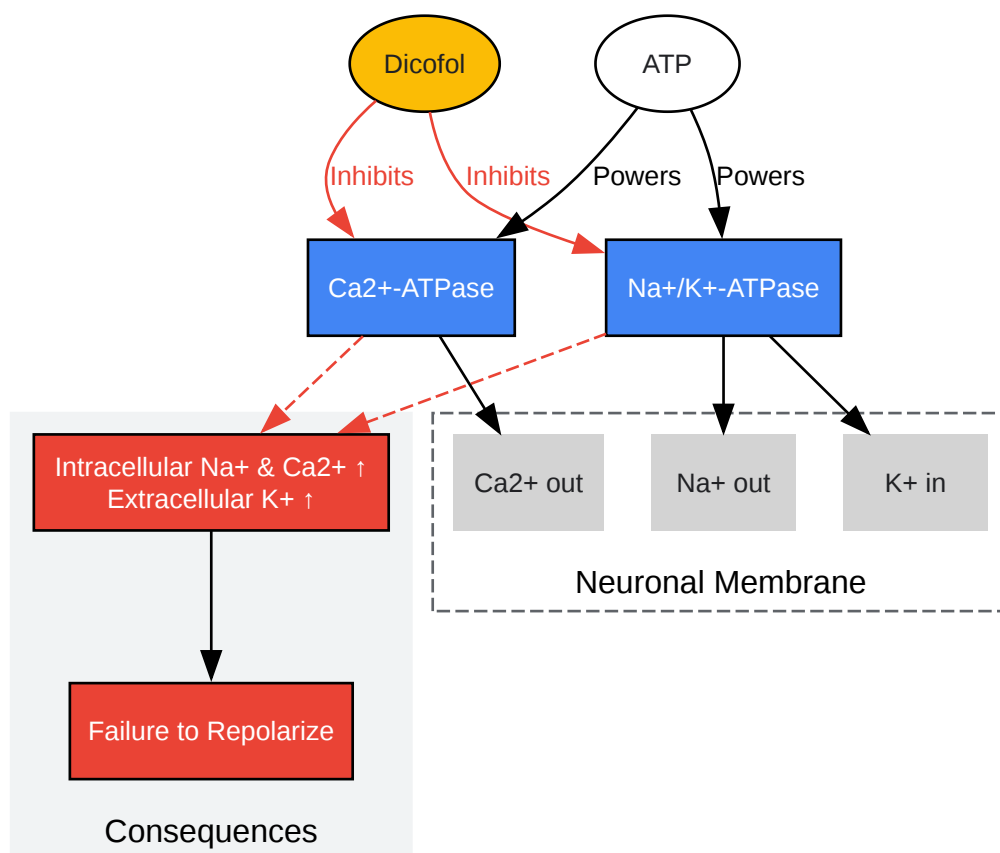 Dicofol
ATP
Inhibits
Inhibits
Powers
Powers
Ca2+-ATPase
Na+/K+-ATPase
Intracellular Na+ & Ca2+ ↑
Extracellular K+ ↑
Ca2+ out
Na+ out
K+ in
Neuronal Membrane
Failure to Repolarize
Consequences